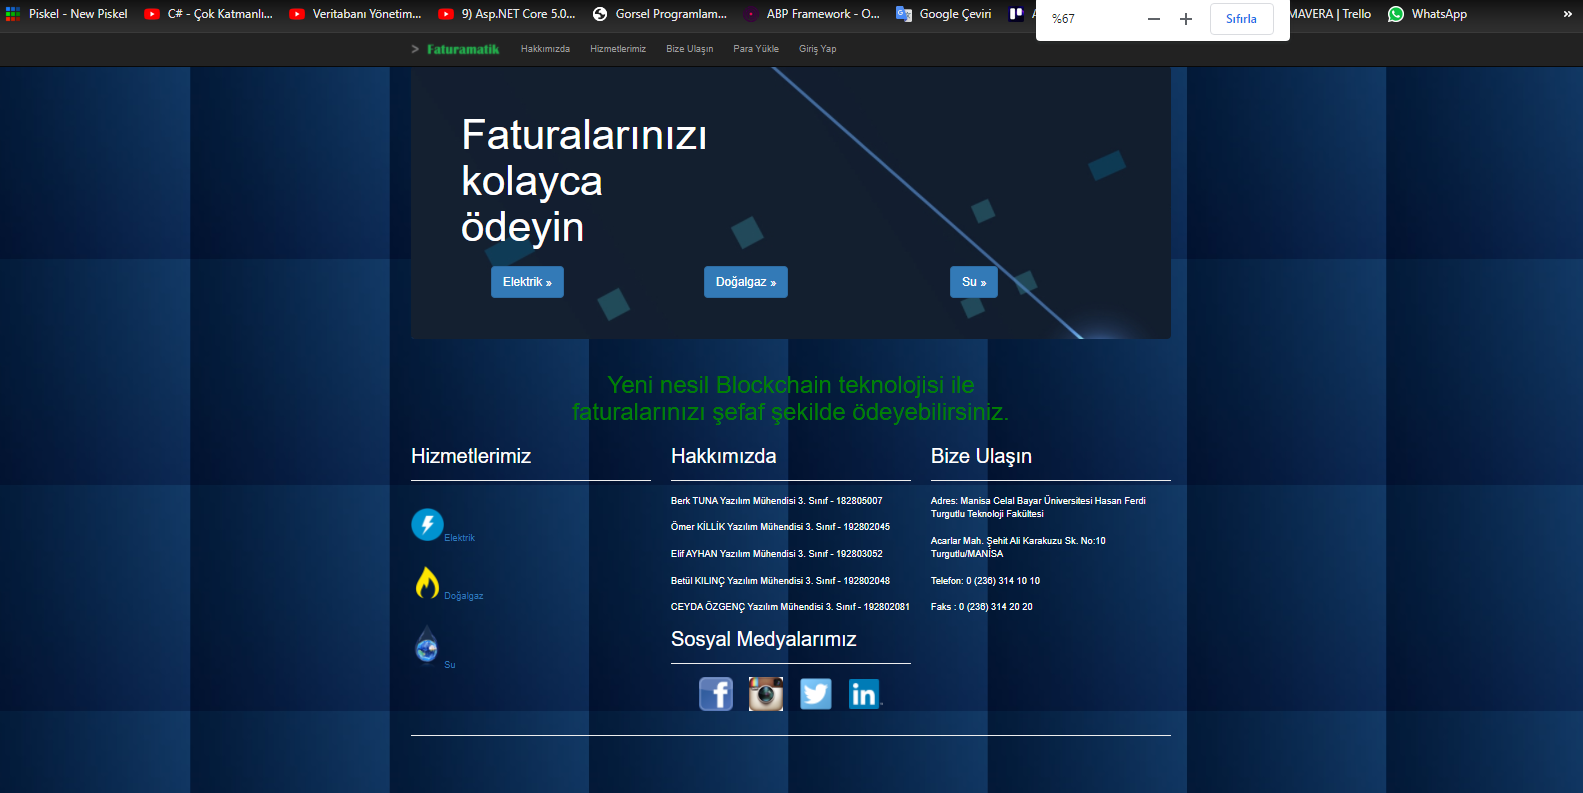 Piskel - New Piskel
C# - Çok Katmanlı...
Veritabanı Yönetim...
9) Asp.NET Core 5.0...
Gorsel Programlam...
ABP Framework - O...
Google Çeviri
%67
Sıfırla
MAVERA | Trello
WhatsApp
»
> Faturamatik
Hakkımızda
Hizmetlerimiz
Bize Ulaşın
Para Yükle
Giriş Yap
Faturalarınızı
kolayca
ödeyin
Elektrik »
Doğalgaz »
Su »
Yeni nesil Blockchain teknolojisi ile
faturalarınızı şefaf şekilde ödeyebilirsiniz.
Hizmetlerimiz
Elektrik
Doğalgaz
Su
Hakkımızda
Berk TUNA Yazılım Mühendisi 3. Sınıf - 182805007
Ömer KİLLİK Yazılım Mühendisi 3. Sınıf - 192802045
Elif AYHAN Yazılım Mühendisi 3. Sınıf - 192803052
Betül KILINÇ Yazılım Mühendisi 3. Sınıf - 192802048
CEYDA ÖZGENÇ Yazılım Mühendisi 3. Sınıf - 192802081
Sosyal Medyalarımız
Bize Ulaşın
Adres: Manisa Celal Bayar Üniversitesi Hasan Ferdi
Turgutlu Teknoloji Fakültesi
Acarlar Mah. Şehit Ali Karakuzu Sk. No:10
Turgutlu/MANİSA
Telefon: 0 (236) 314 10 10
Faks : 0 (236) 314 20 20